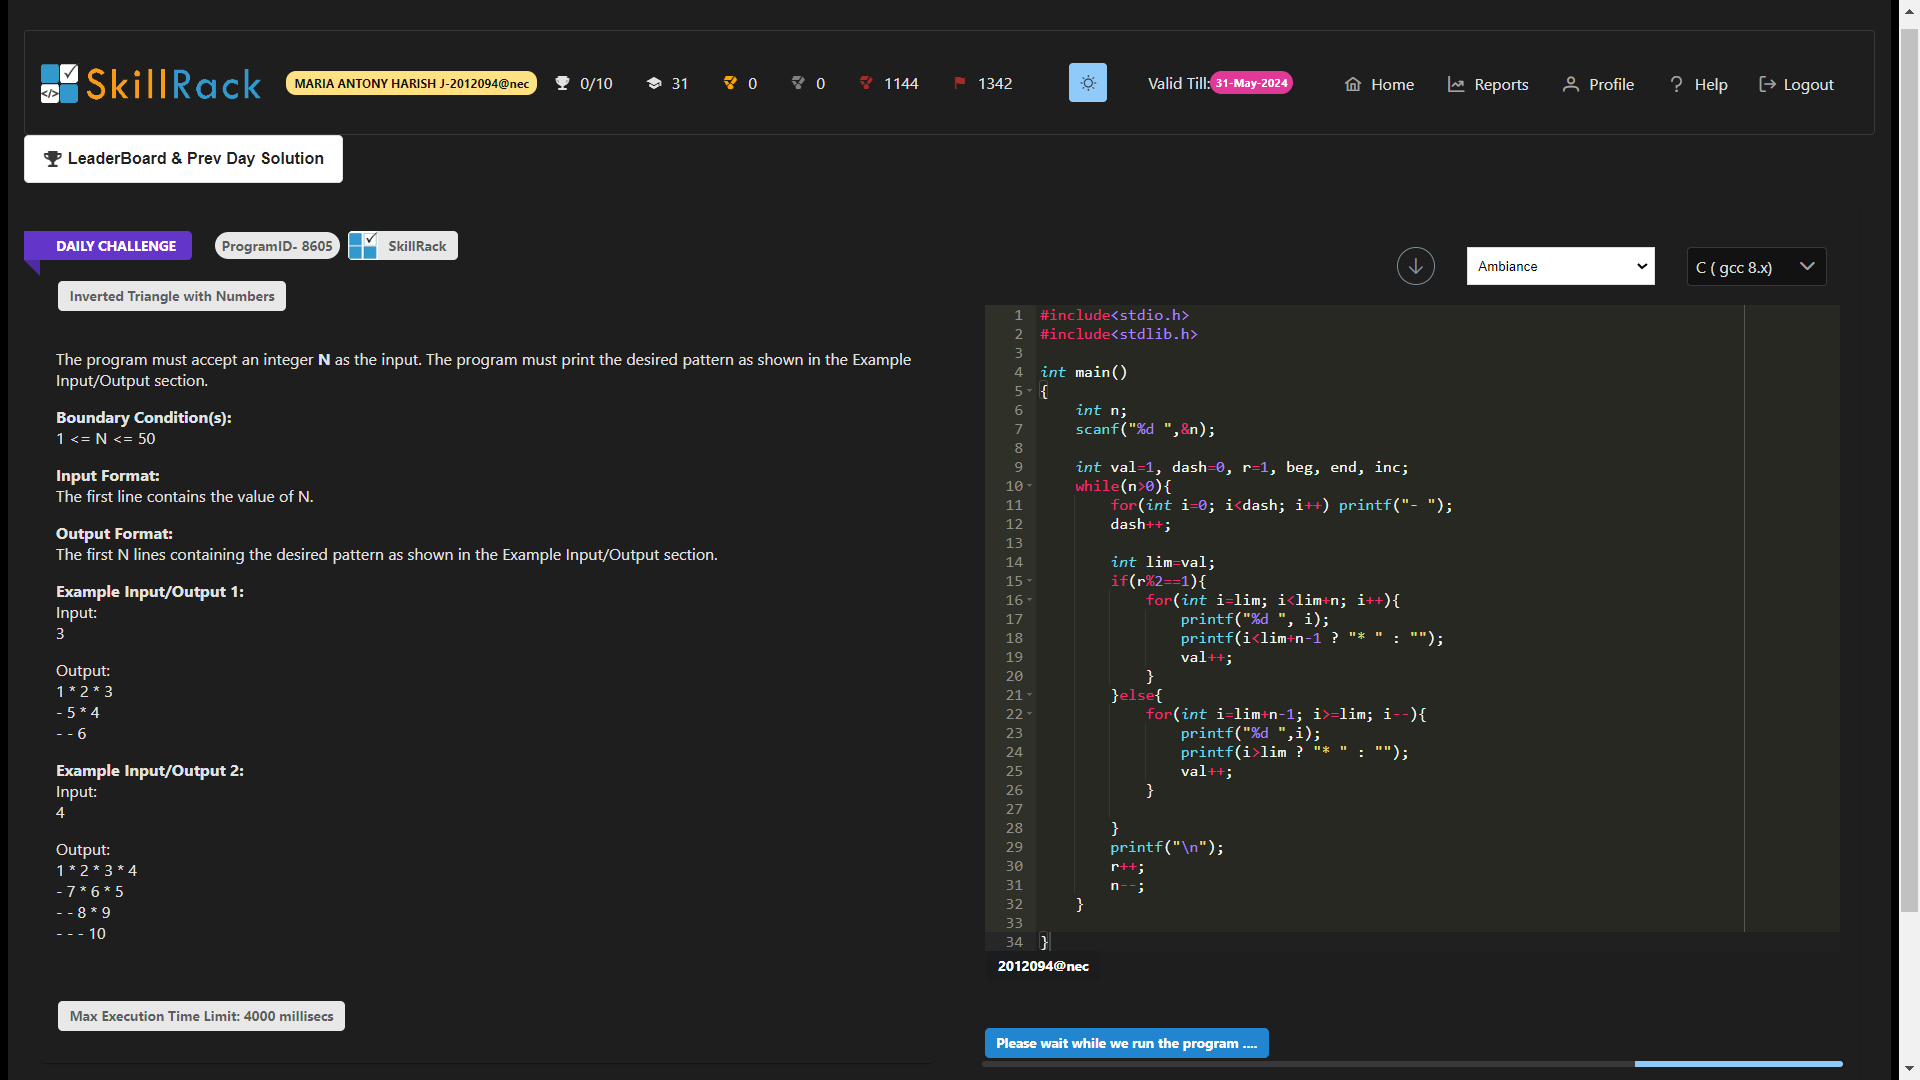 SkillRack
MARIA ANTONY HARISH J-2012094@nec
0/10
31
0
0
1144
1342
Valid Till:
31-May-2024
Home
Reports
Profile
Help
Logout
LeaderBoard & Prev Day Solution
DAILY CHALLENGE
ProgramID- 8605
SkillRack
Inverted Triangle with Numbers
The program must accept an integer N as the input. The program must print the desired pattern as shown in the Example
Input/Output section.
Boundary Condition(s):
1 <= N <= 50
Input Format:
The first line contains the value of N.
Output Format:
The first N lines containing the desired pattern as shown in the Example Input/Output section.
Example Input/Output 1:
Input:
3
Output:
1 * 2 * 3
- 5 * 4
- - 6
Example Input/Output 2:
Input:
4
Output:
1 * 2 * 3 * 4
- 7 * 6 * 5
- - 8 * 9
- - - 10
Max Execution Time Limit: 4000 millisecs
Ambiance
C ( gcc 8.x)
1 #include<stdio.h>
2 #include<stdlib.h>
3
4 int main()
5 {
6     int n;
7     scanf("%d ",&n);
8
9     int val=1, dash=0, r=1, beg, end, inc;
10     while(n>0){
11         for(int i=0; i<dash; i++) printf("- ");
12         dash++;
13
14         int lim=val;
15         if(r%2==1){
16             for(int i=lim; i<lim+n; i++){
17                 printf("%d ", i);
18                 printf(i<lim+n-1 ? "* " : "");
19                 val++;
20             }
21         }else{
22             for(int i=lim+n-1; i>=lim; i--){
23                 printf("%d ",i);
24                 printf(i>lim ? "* " : "");
25                 val++;
26             }
27
28         }
29         printf("\n");
30         r++;
31         n--;
32     }
33
34 }
2012094@nec
Please wait while we run the program ....